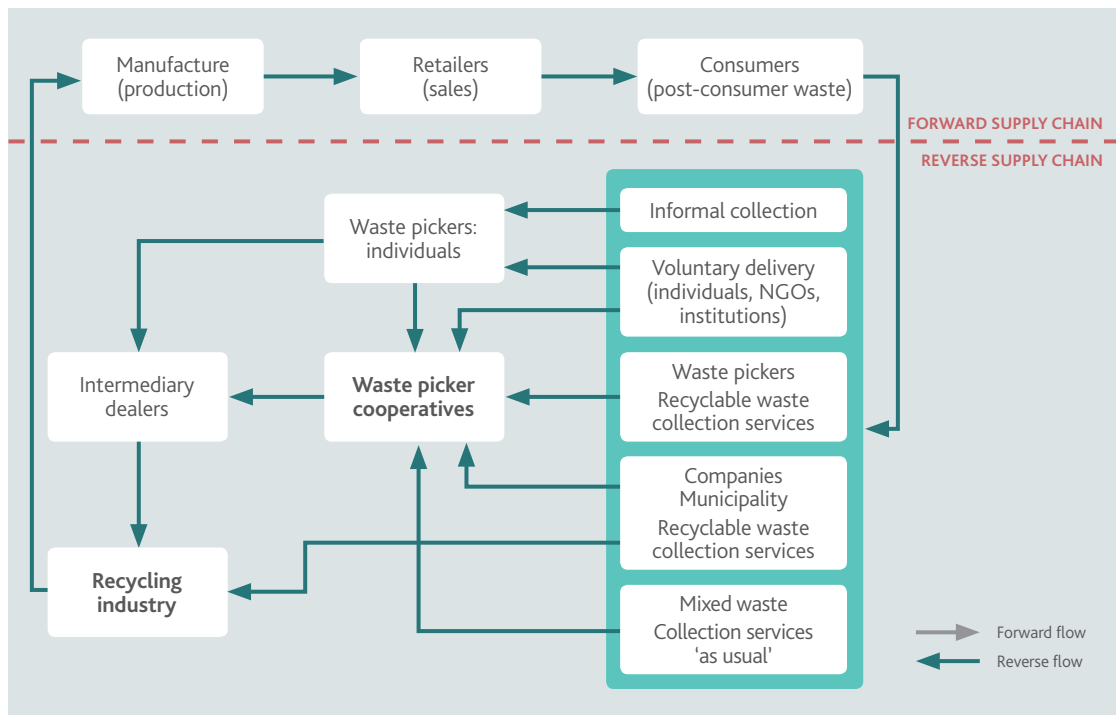 Manufacture
(production)
Retailers
(sales)
Consumers
(post-consumer waste)
FORWARD SUPPLY CHAIN
REVERSE SUPPLY CHAIN
Waste pickers:
individuals
Informal collection
Voluntary delivery
(individuals, NGOs,
institutions)
Intermediary
dealers
Waste picker
cooperatives
Waste pickers
Recyclable waste
collection services
Companies
Municipality
Recyclable waste
collection services
Recycling
industry
Mixed waste
Collection services
‘as usual’
Forward flow
Reverse flow